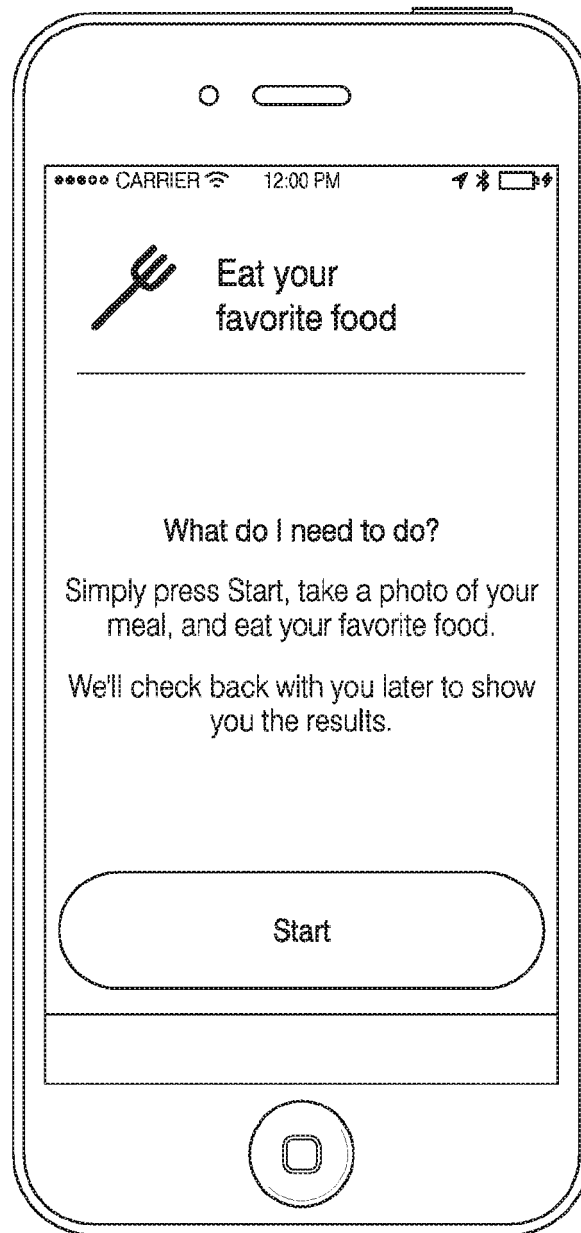 CARRIER 12:00 PM
Eat your
favorite food
What do I need to do?
Simply press Start, take a photo of your
meal, and eat your favorite food.
We'll check back with you later to show
you the results.
Start